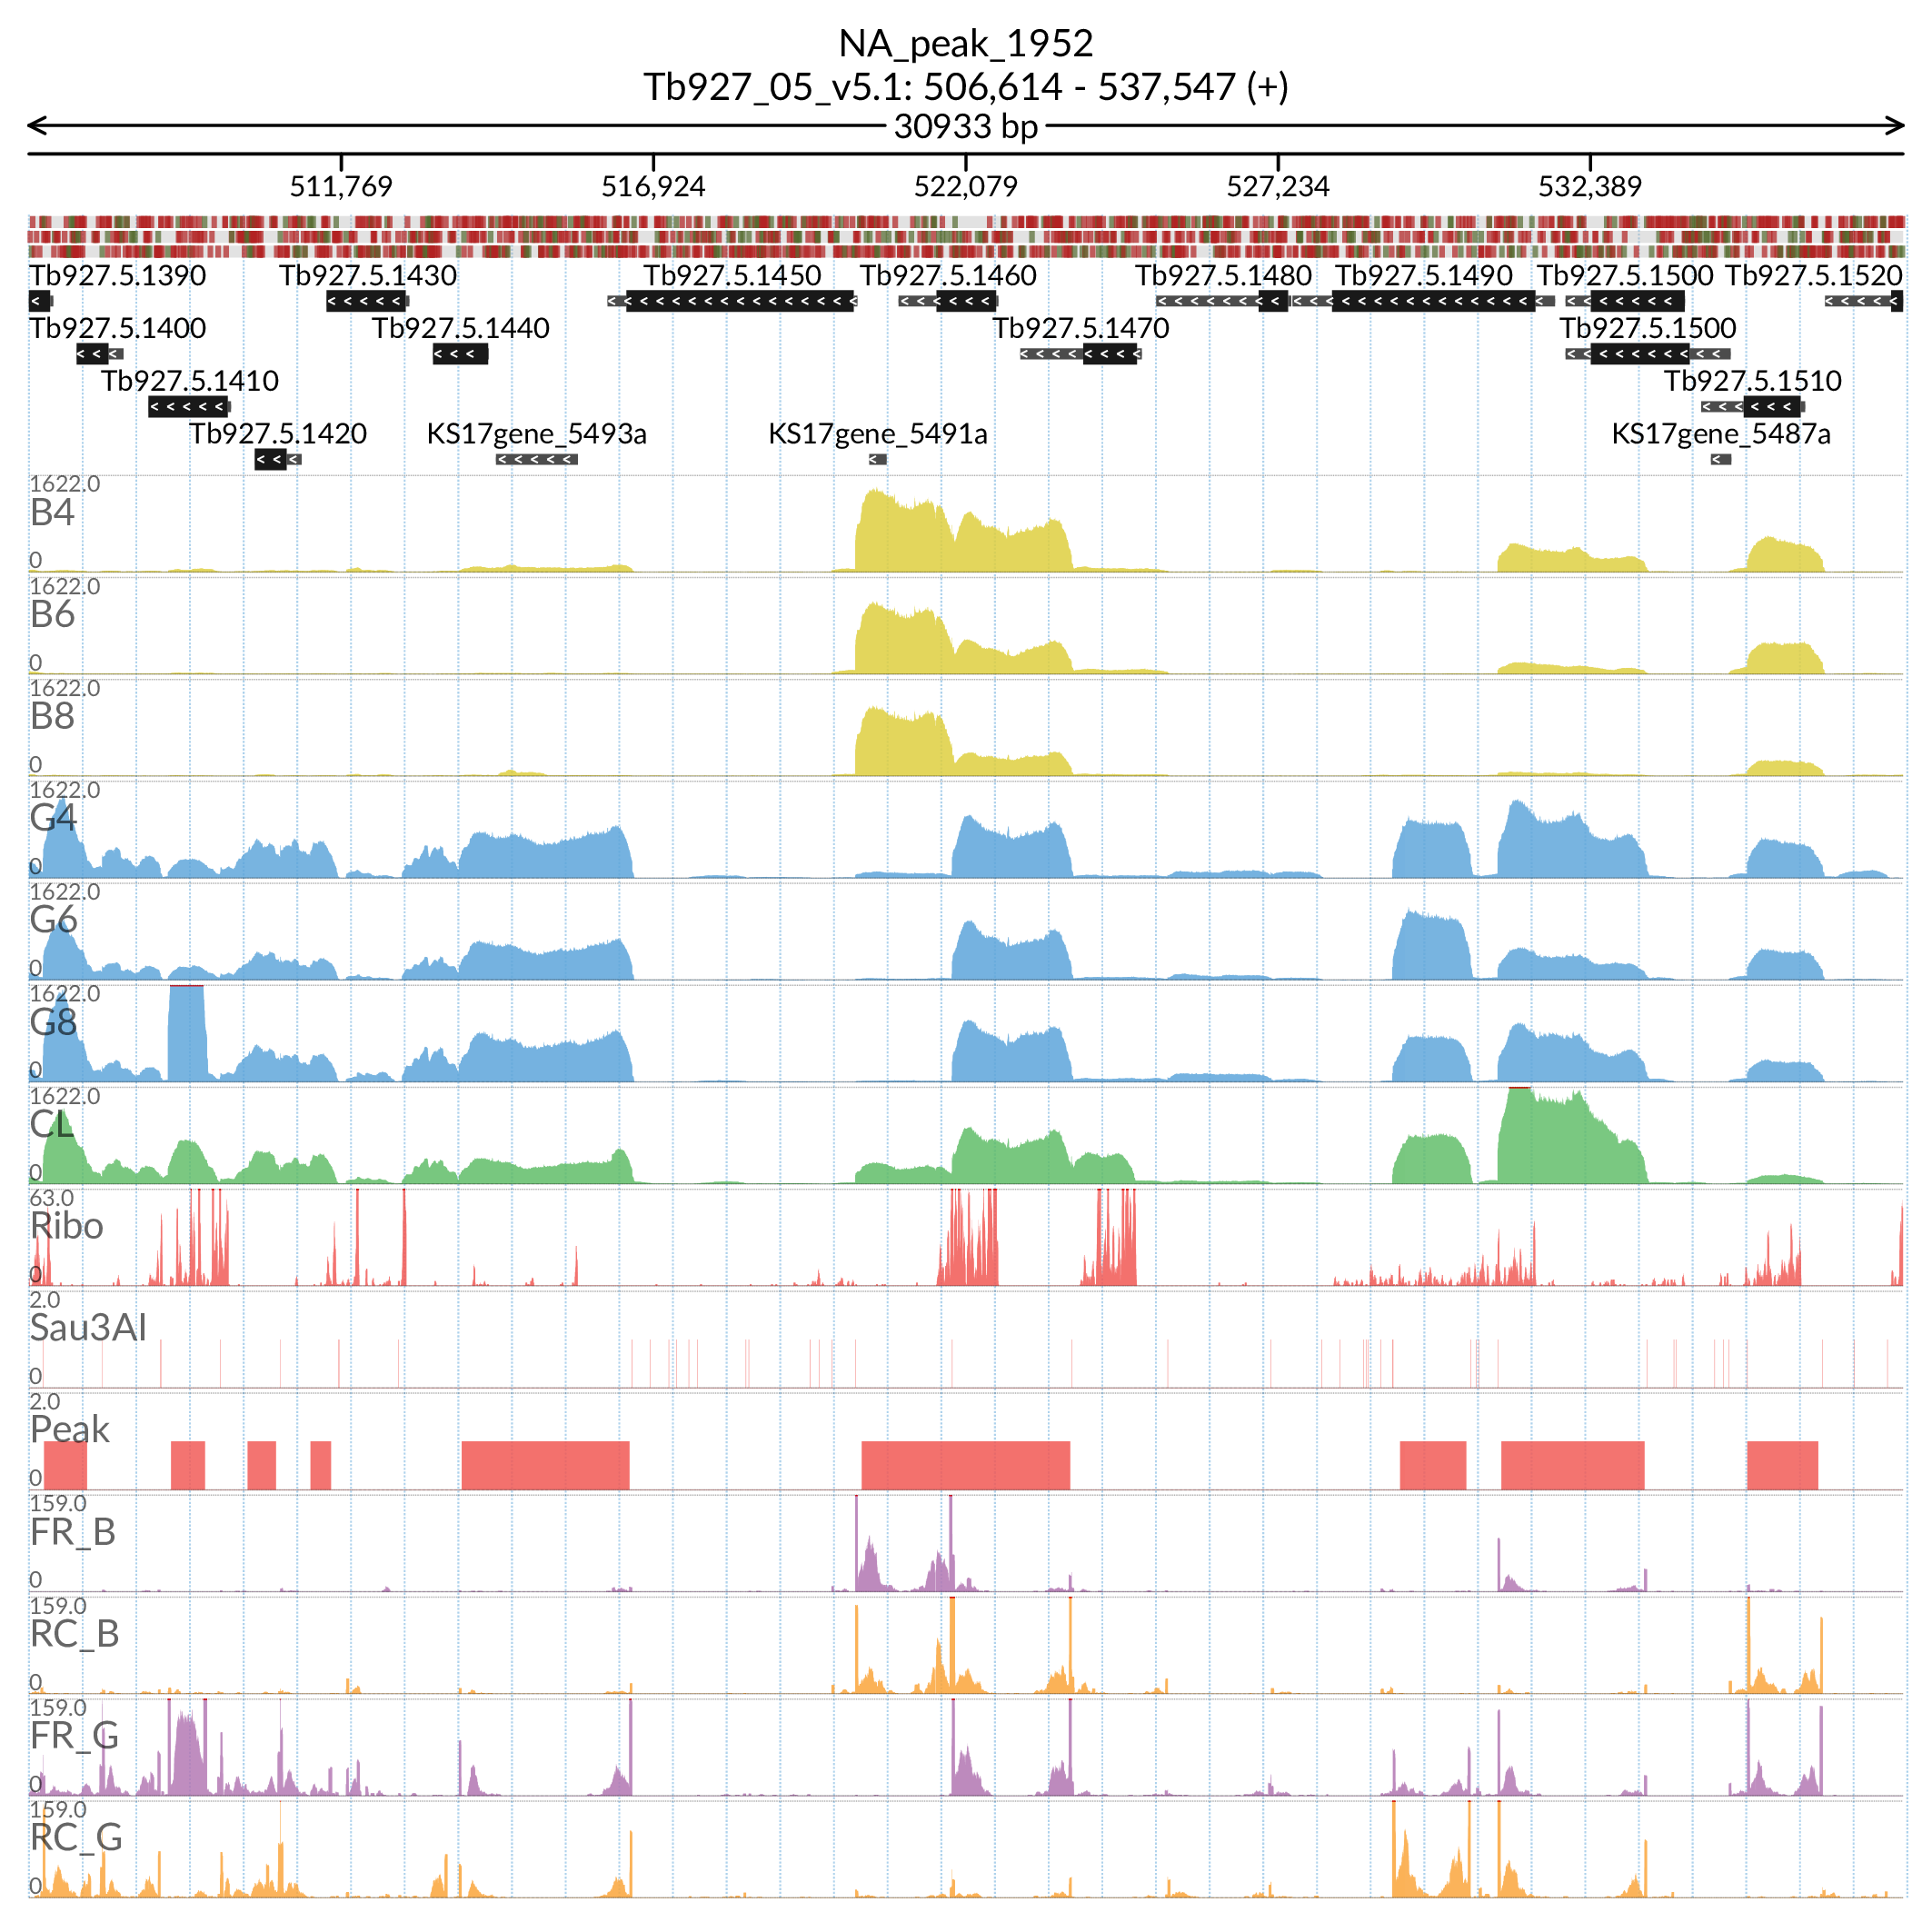 NA_peak_1952
Tb927_05_v5.1: 506,614 - 537,547 (+)
30933 bp
511,769 516,924 522,079 527,234 532,389
Tb927.5.1390 Tb927.5.1430 Tb927.5.1450 Tb927.5.1460 Tb927.5.1480 Tb927.5.1490 Tb927.5.1500 Tb927.5.1520
Tb927.5.1400 Tb927.5.1440 Tb927.5.1470 Tb927.5.1500
Tb927.5.1410 Tb927.5.1510
Tb927.5.1420 KS17gene_5493a KS17gene_5491a KS17gene_5487a
1622.0
B4
0
1622.0
B6
0
1622.0
B8
0
1622.0
G4
0
1622.0
G6
0
1622.0
G8
0
1622.0
CL
0
63.0
Ribo
0
2.0
Sau3AI
0
2.0
Peak
0
159.0
FR_B
0
159.0
RC_B
0
159.0
FR_G
0
159.0
RC_G
0